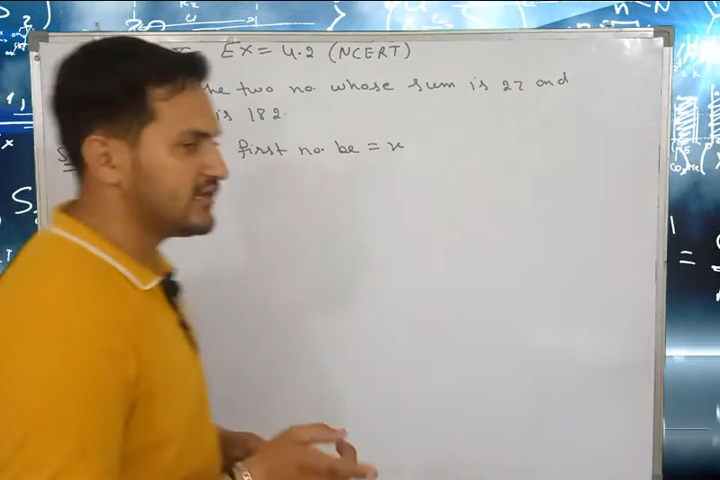 EX = 4.2 (NCERT)
he two no. whose sum is 27 and
is 182.
first no. be = x